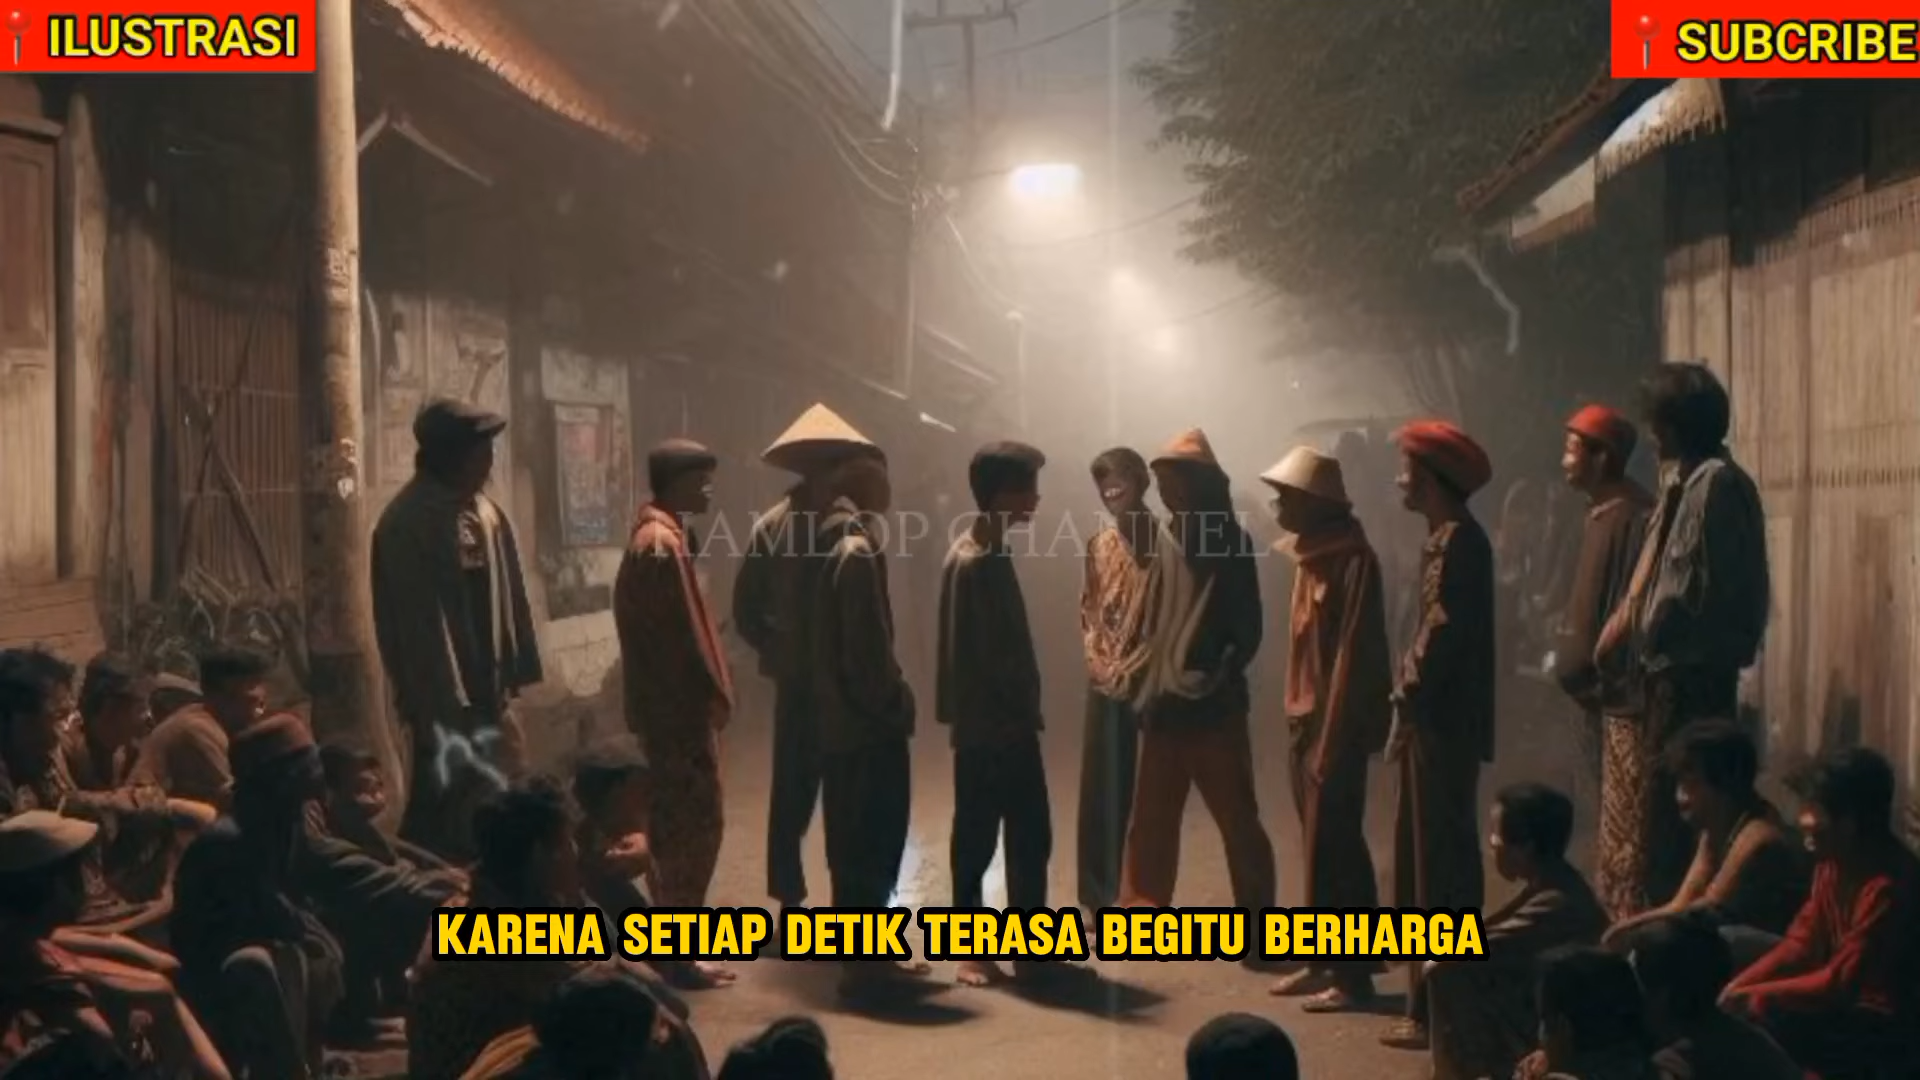 ILUSTRASI
SUBCRIBE
HAMLOP CHANNEL
KARENA SETIAP DETIK TERASA BEGITU BERHARGA